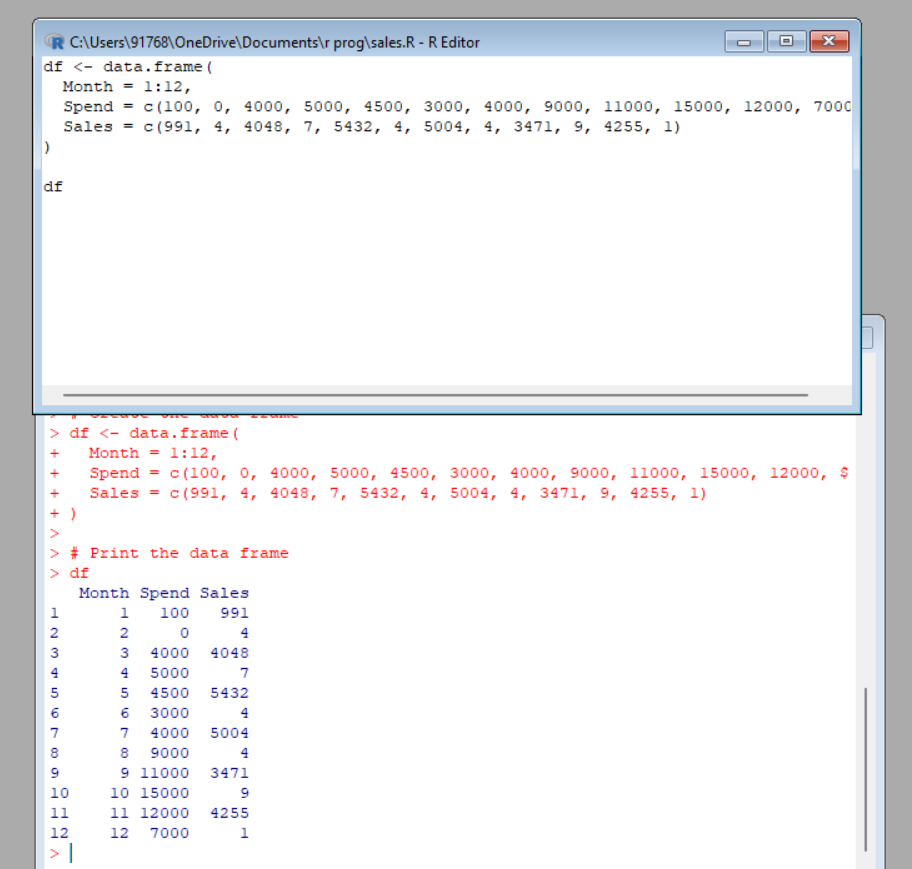 C:\Users\91768\OneDrive\Documents\r prog\sales.R - R Editor
df <- data.frame(
  Month = 1:12,
  Spend = c(100, 0, 4000, 5000, 4500, 3000, 4000, 9000, 11000, 15000, 12000, 7000
  Sales = c(991, 4, 4048, 7, 5432, 4, 5004, 4, 3471, 9, 4255, 1)
)
df
> # Create the data frame
> df <- data.frame(
+   Month = 1:12,
+   Spend = c(100, 0, 4000, 5000, 4500, 3000, 4000, 9000, 11000, 15000, 12000, $
+   Sales = c(991, 4, 4048, 7, 5432, 4, 5004, 4, 3471, 9, 4255, 1)
+ )
>
> # Print the data frame
> df
   Month Spend Sales
1      1   100   991
2      2     0     4
3      3  4000  4048
4      4  5000     7
5      5  4500  5432
6      6  3000     4
7      7  4000  5004
8      8  9000     4
9      9 11000  3471
10    10 15000     9
11    11 12000  4255
12    12  7000     1
>